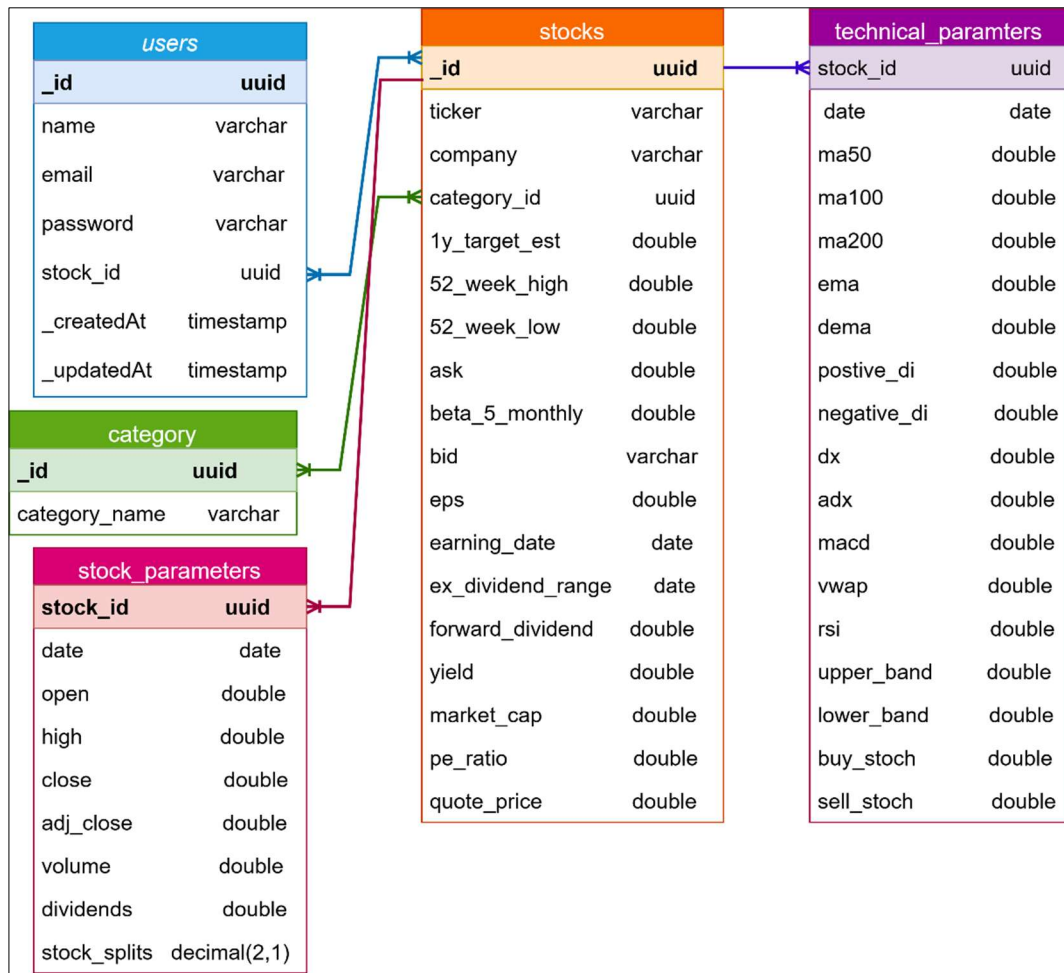 users
_id uuid
name varchar
email varchar
password varchar
stock_id uuid
_createdAt timestamp
_updatedAt timestamp
category
_id uuid
category_name varchar
stock_parameters
stock_id uuid
date date
open double
high double
close double
adj_close double
volume double
dividends double
stock_splits decimal(2,1)
stocks
_id uuid
ticker varchar
company varchar
category_id uuid
1y_target_est double
52_week_high double
52_week_low double
ask double
beta_5_monthly double
bid varchar
eps double
earning_date date
ex_dividend_range date
forward_dividend double
yield double
market_cap double
pe_ratio double
quote_price double
technical_paramters
stock_id uuid
date date
ma50 double
ma100 double
ma200 double
ema double
dema double
postive_di double
negative_di double
dx double
adx double
macd double
vwap double
rsi double
upper_band double
lower_band double
buy_stoch double
sell_stoch double